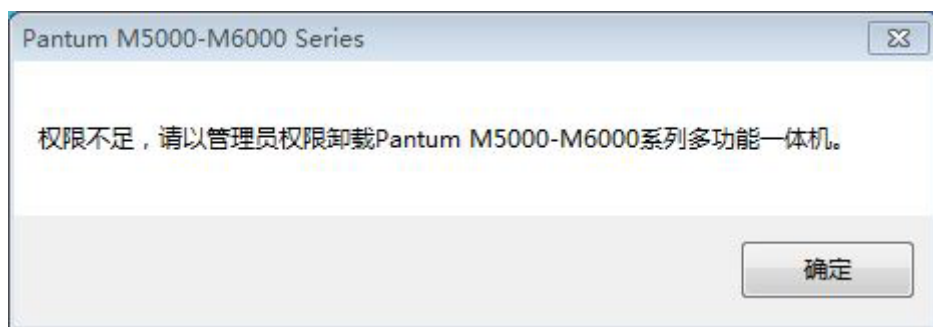 Pantum M5000-M6000 Series
权限不足，请以管理员权限卸载Pantum M5000-M6000系列多功能一体机。
确定